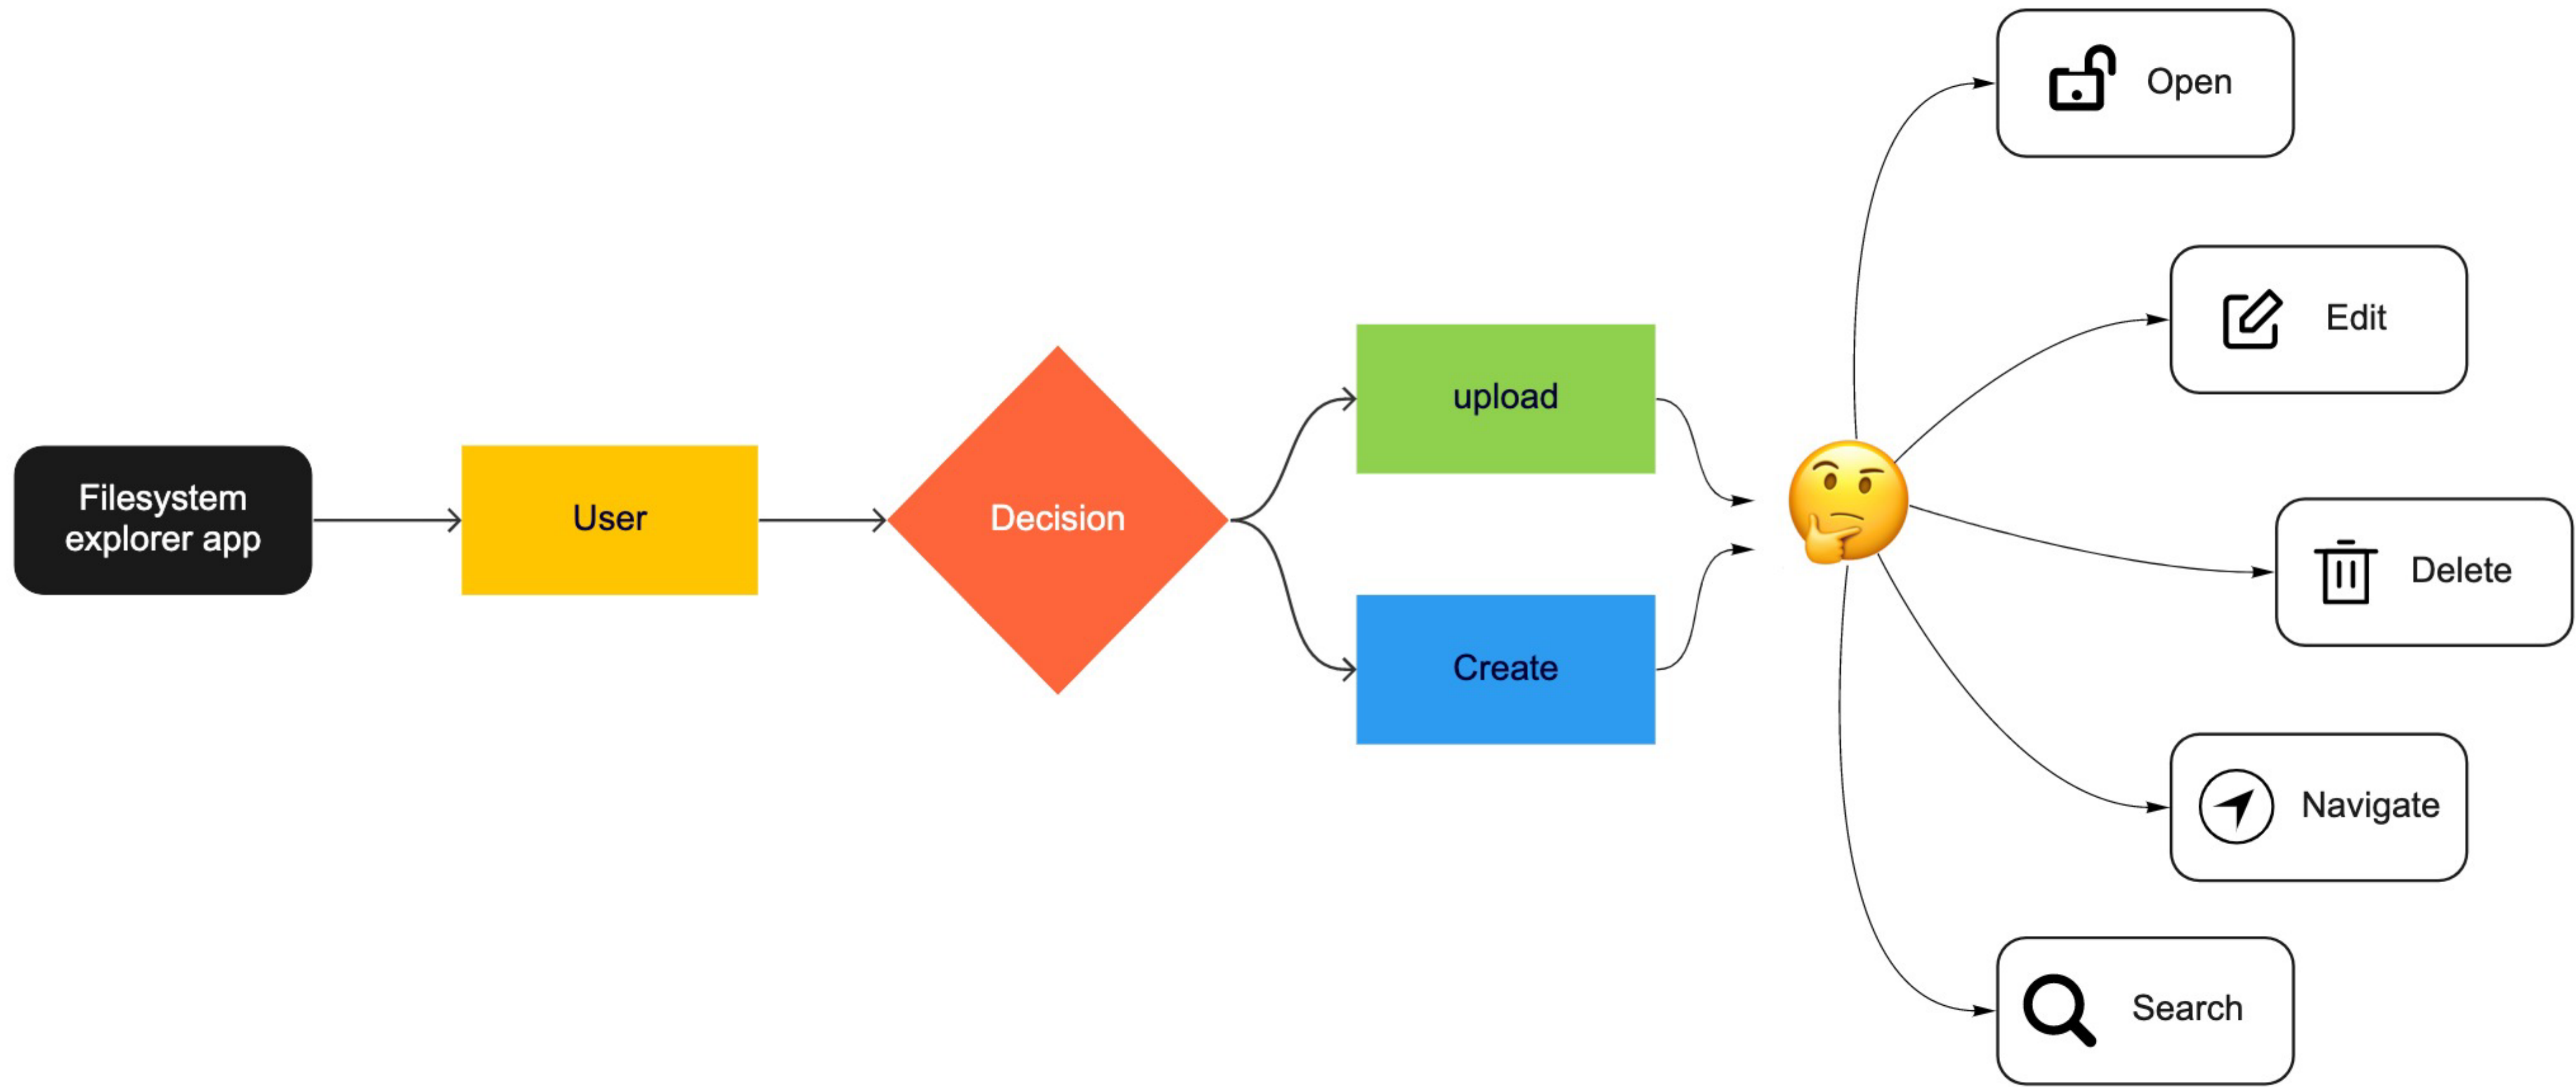 Filesystem
explorer app
User
Decision
upload
Create
Open
Edit
Delete
Navigate
Search